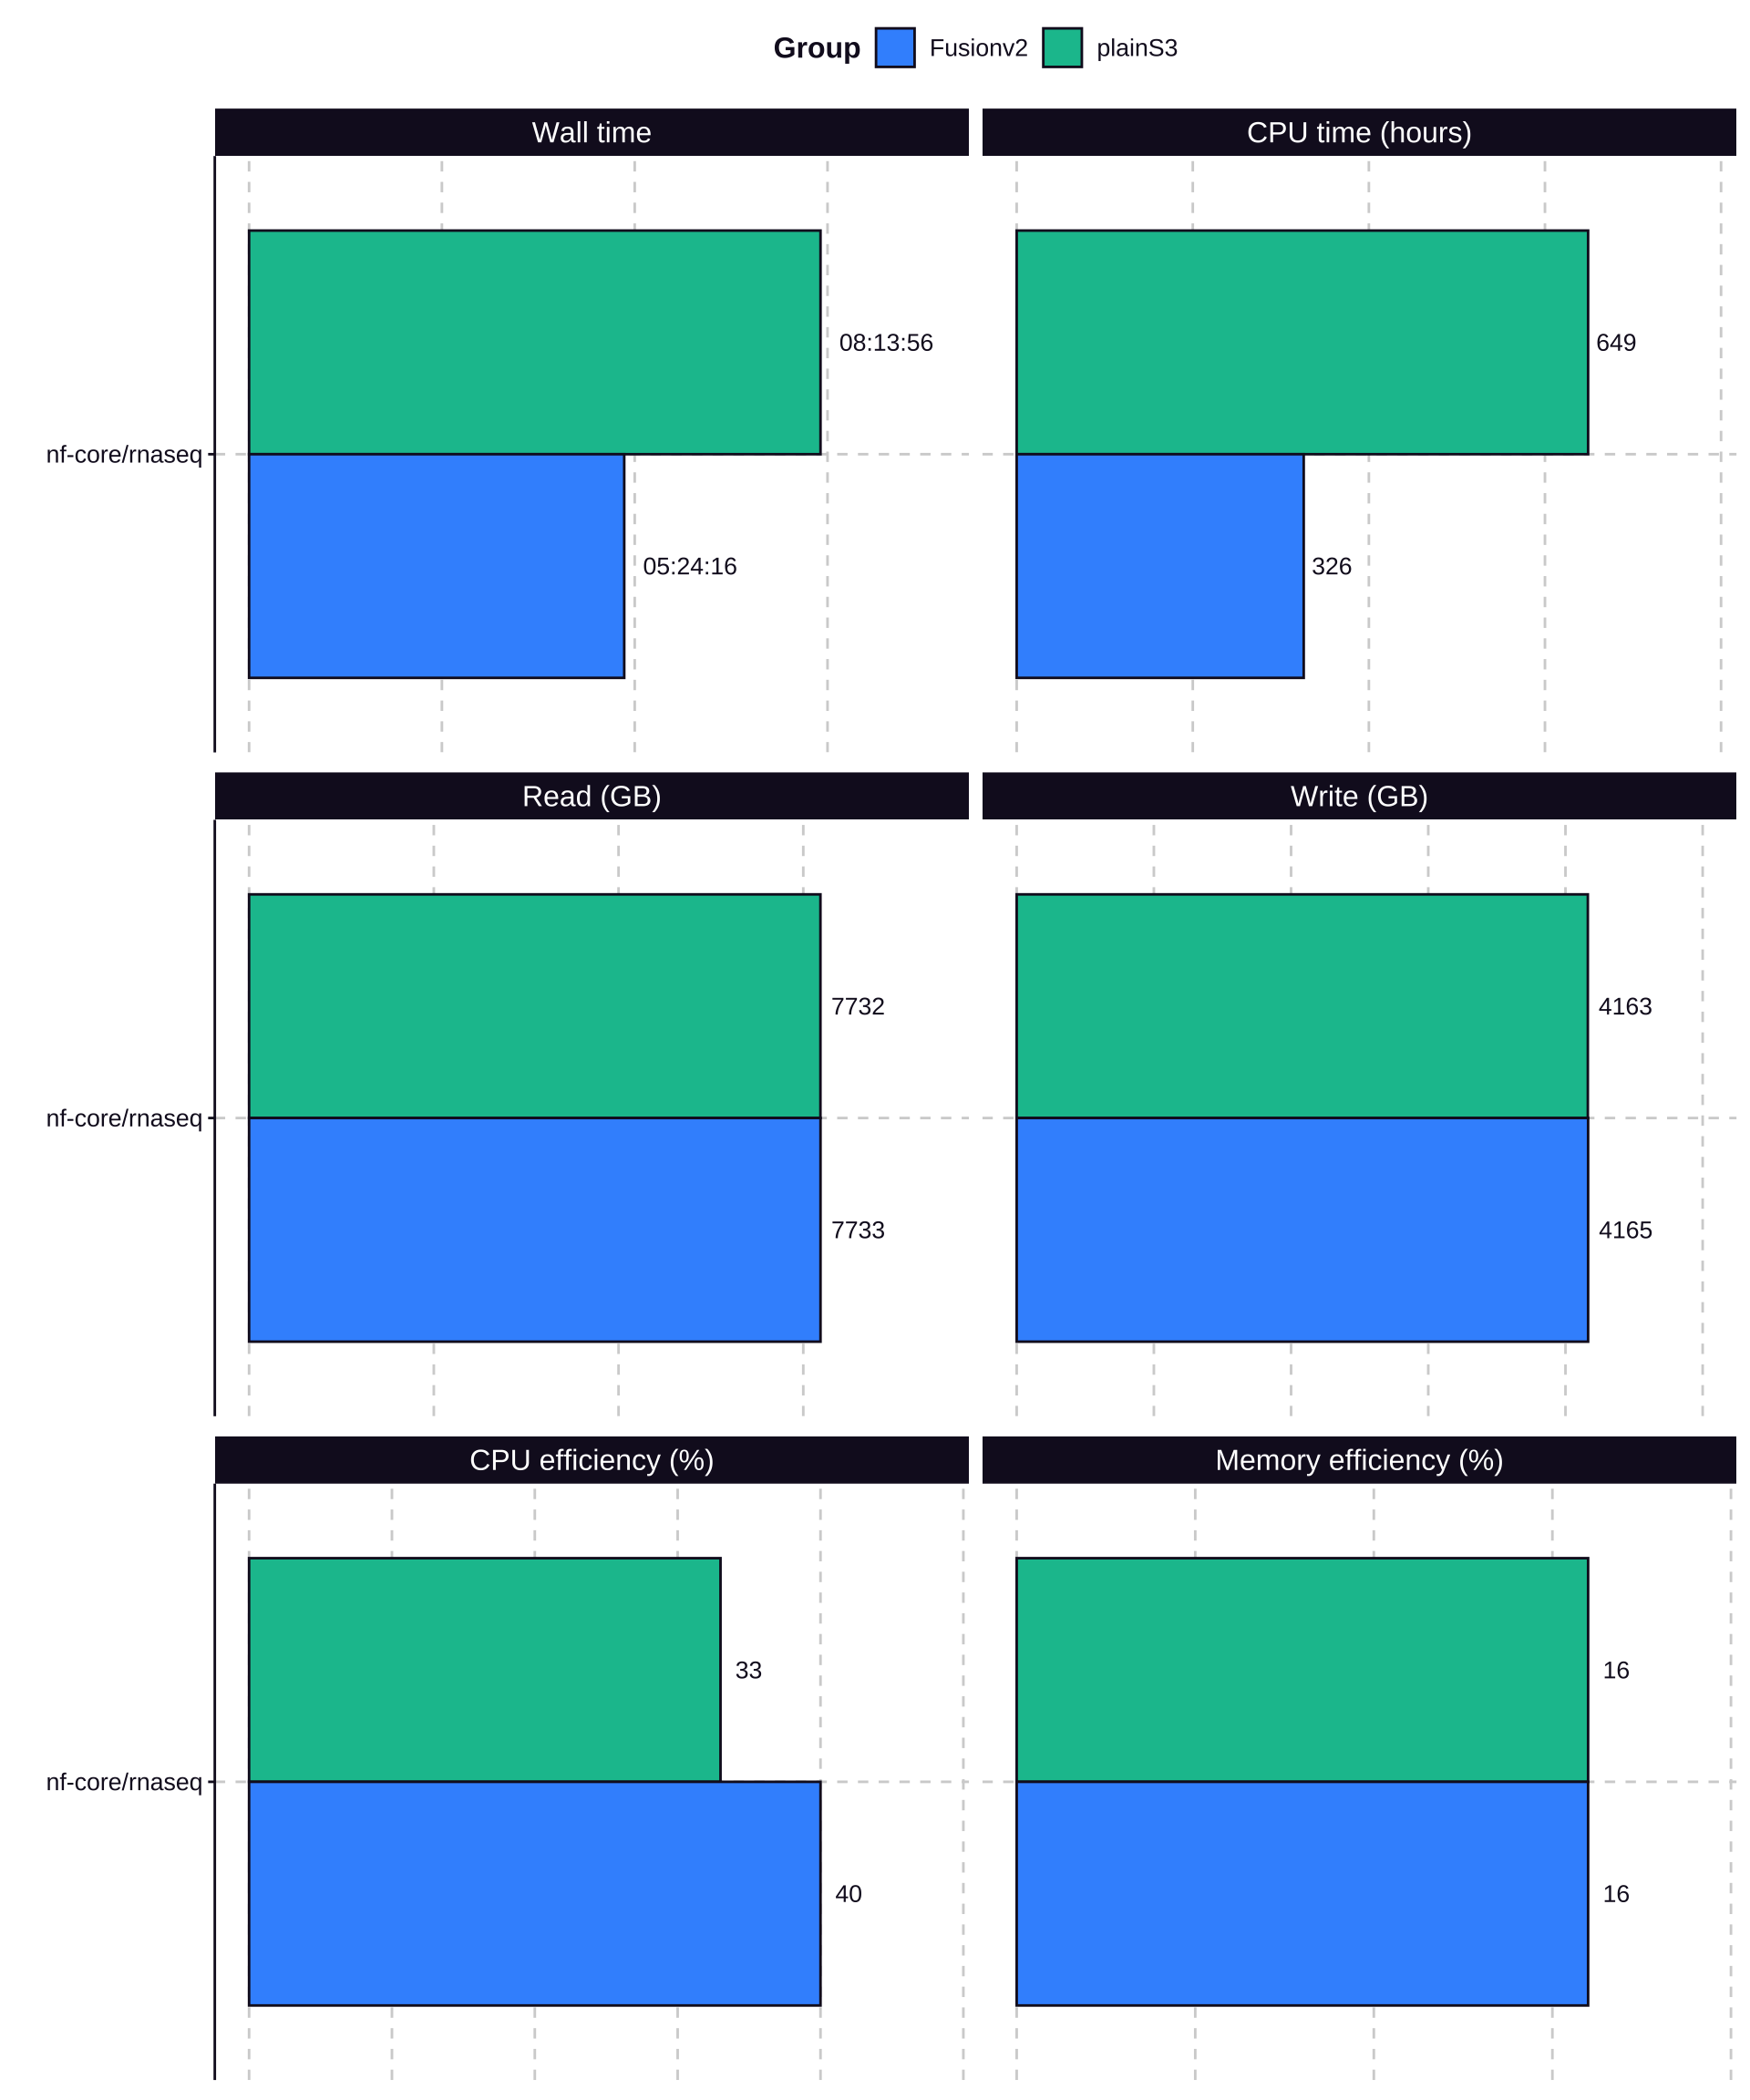 Group Fusionv2 plainS3
Wall time
CPU time (hours)
08:13:56
649
nf-core/rnaseq
05:24:16
326
Read (GB)
Write (GB)
7732
4163
nf-core/rnaseq
7733
4165
CPU efficiency (%)
Memory efficiency (%)
33
16
nf-core/rnaseq
40
16